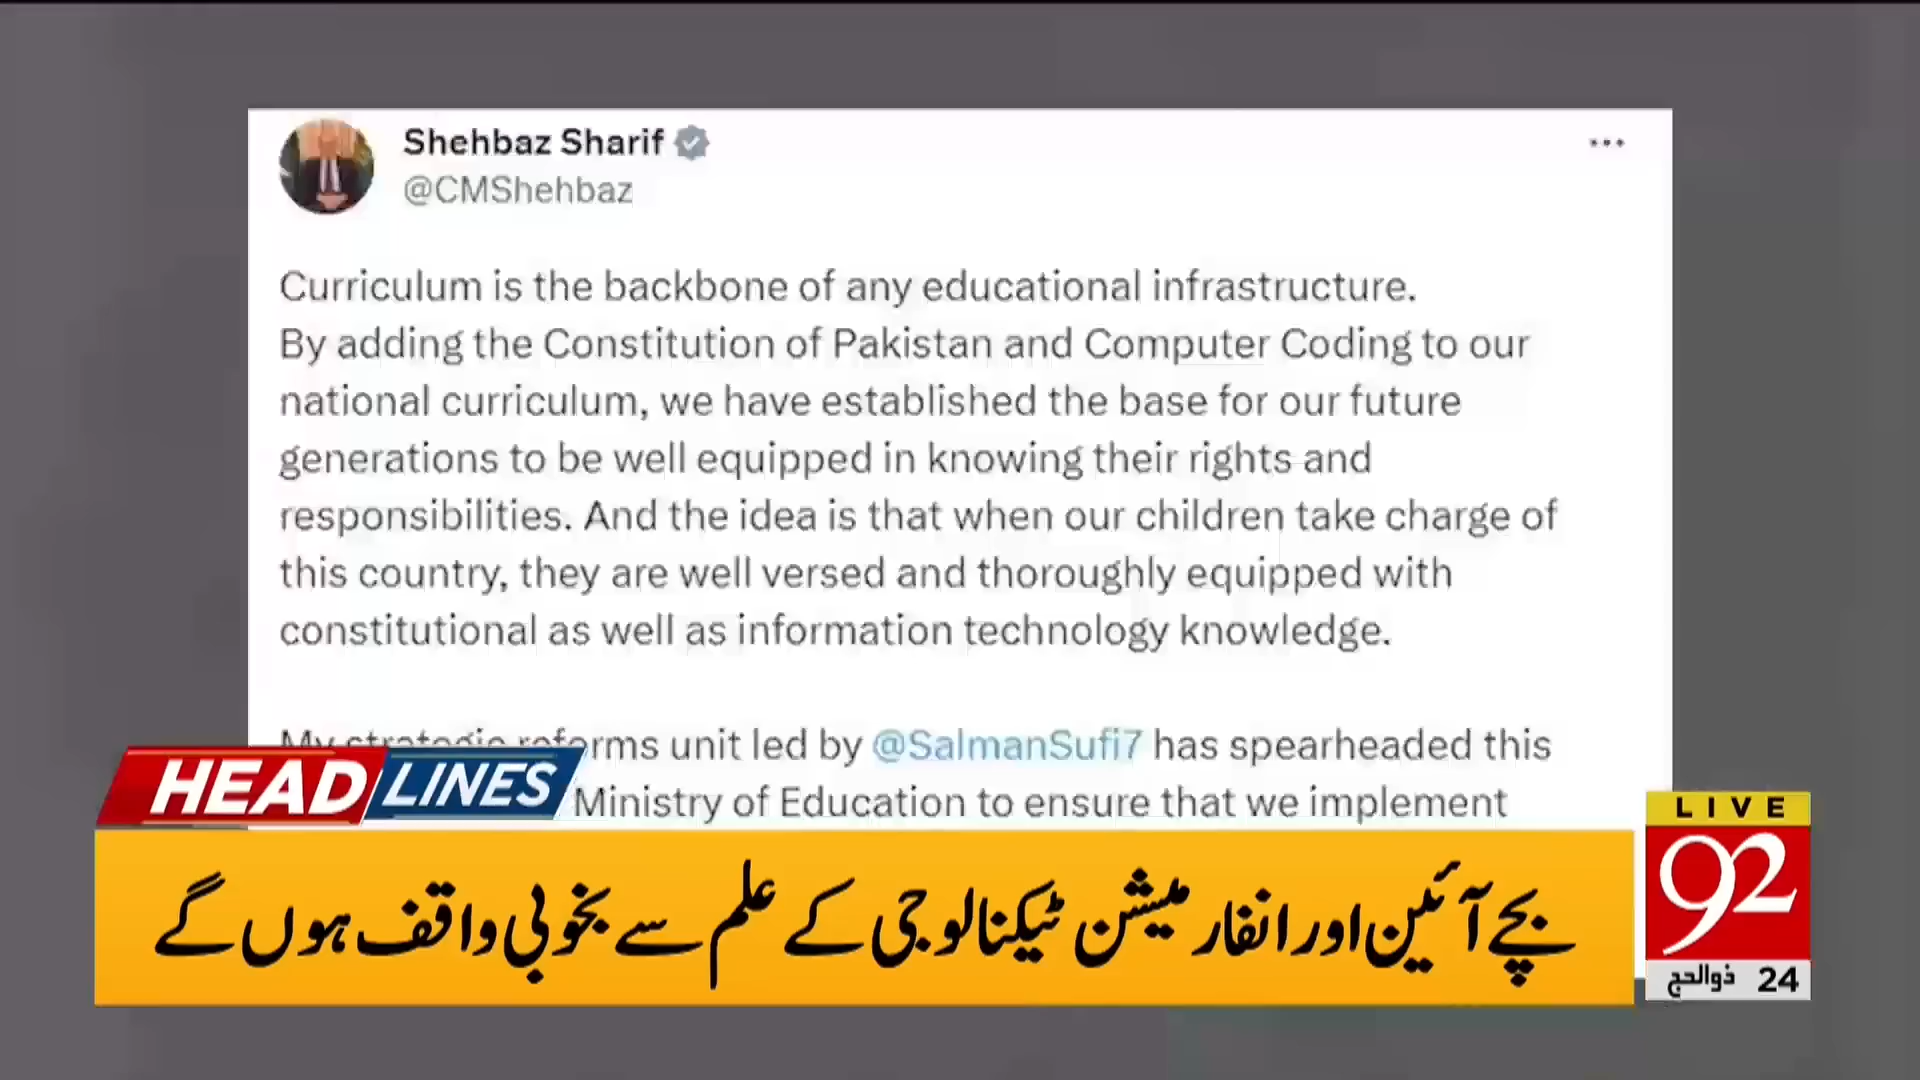 Shehbaz Sharif
@CMShehbaz
Curriculum is the backbone of any educational infrastructure.
By adding the Constitution of Pakistan and Computer Coding to our
national curriculum, we have established the base for our future
generations to be well equipped in knowing their rights and
responsibilities. And the idea is that when our children take charge of
this country, they are well versed and thoroughly equipped with
constitutional as well as information technology knowledge.
My strategic reforms unit led by @SalmanSufi7 has spearheaded this
Ministry of Education to ensure that we implement
HEADLINES
بچے آئین اور انفارمیشن ٹیکنالوجی کے علم سے بخوبی واقف ہوں گے
LIVE
92
24 ذوالحج